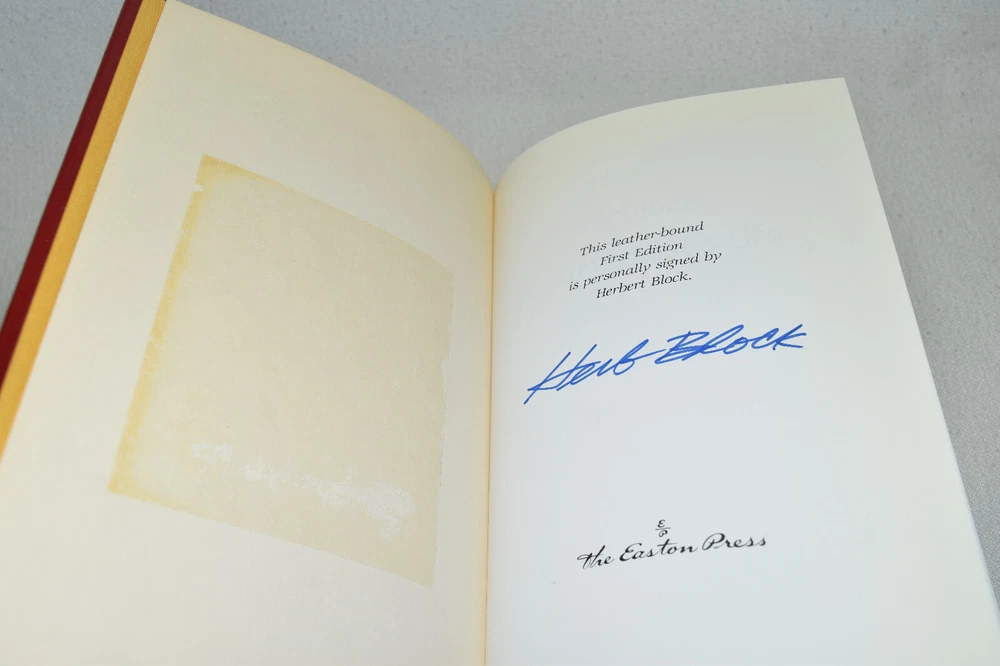 This leather-bound
First Edition
is personally signed by
Herbert Block.
Herb Block
E
P
the Easton Press